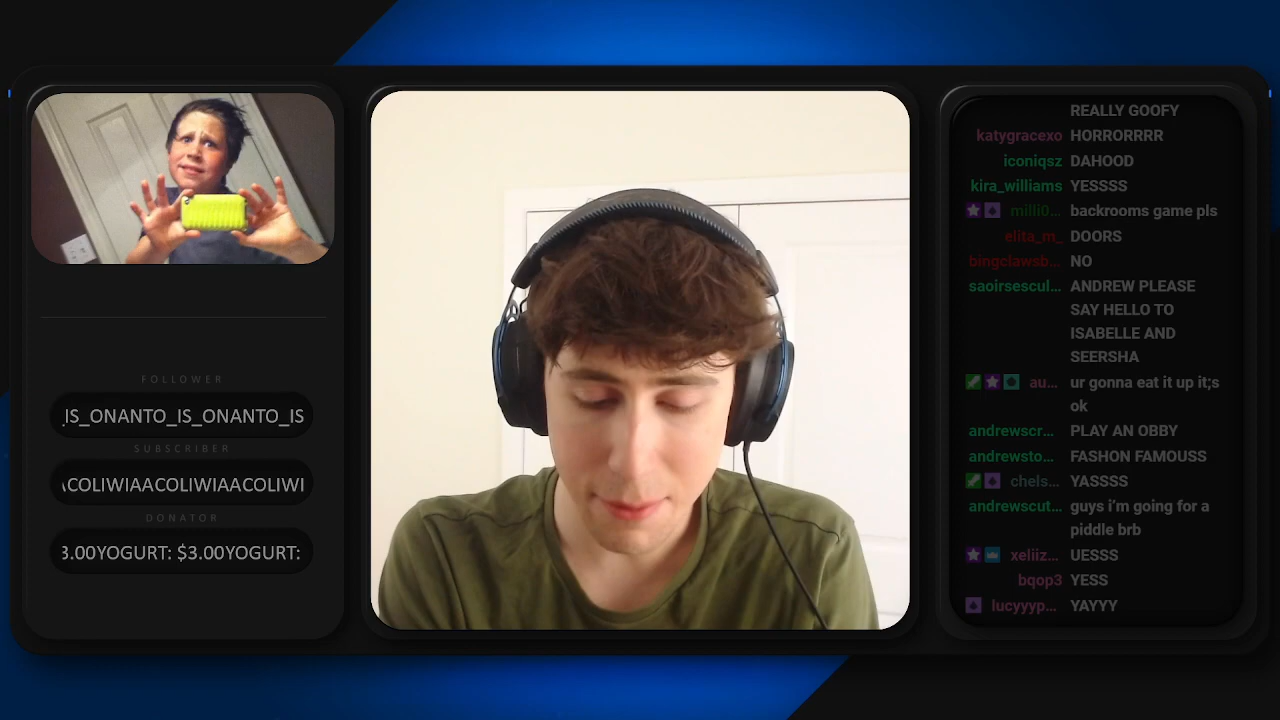 FOLLOWER
_IS_ONANTO_IS_ONANTO_IS
SUBSCRIBER
ACOLIWIAACOLIWIAACOLIWI
DONATOR
3.00YOGURT: $3.00YOGURT:
REALLY GOOFY
katygracexo HORRORRRR
iconiqsz DAHOOD
kira_williams YESSSS
milli0... backrooms game pls
elita_m_ DOORS
bingclawsb... NO
saoirsescul... ANDREW PLEASE
SAY HELLO TO
ISABELLE AND
SEERSHA
au... ur gonna eat it up it;s
ok
andrewscr... PLAY AN OBBY
andrewsto... FASHON FAMOUSS
chels... YASSSS
andrewscut... guys i'm going for a
piddle brb
xeliiz... UESSS
bqop3 YESS
lucyyyp... YAYYY